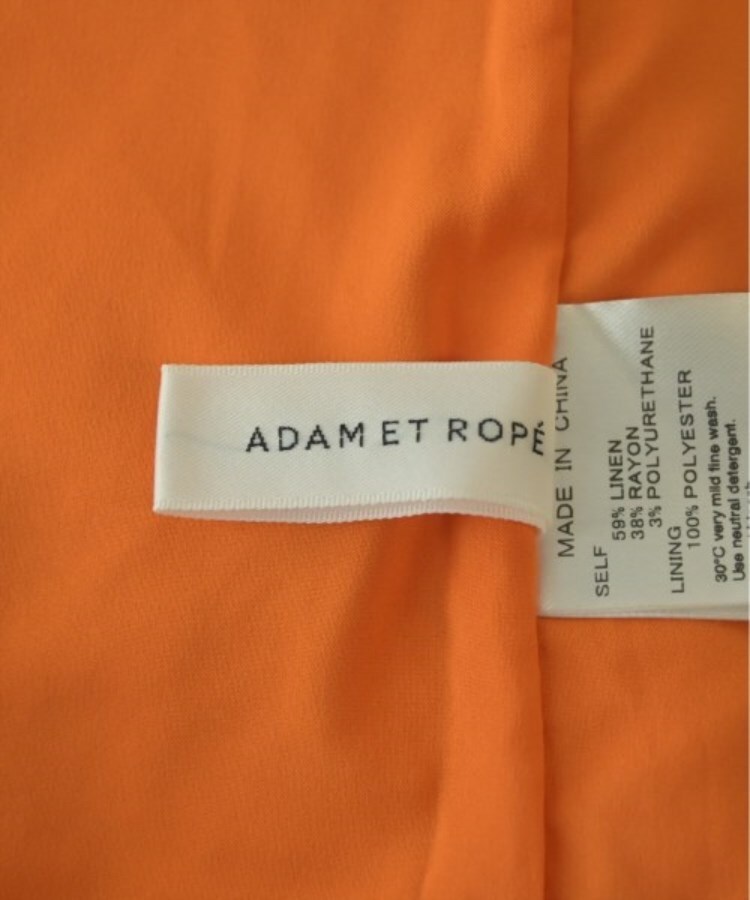 ADAM ET ROPÉ
MADE IN CHINA
SELF
59% LINEN
38% RAYON
3% POLYURETHANE
LINING
100% POLYESTER
30°C very mild fine wash.
Use neutral detergent.